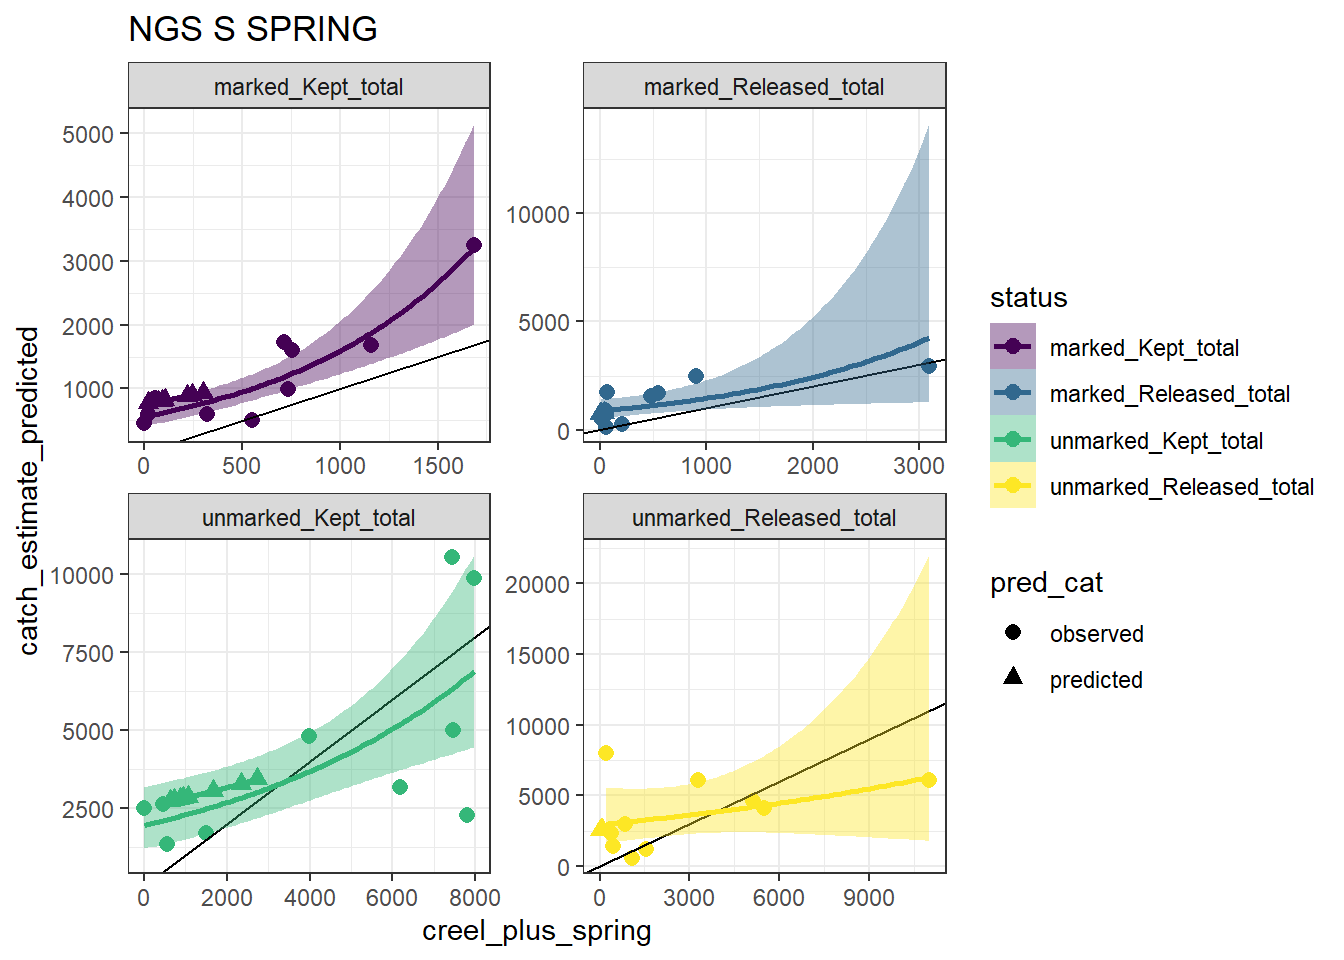 NGS S SPRING
marked_Kept_total
marked_Released_total
5000
4000
3000
2000
1000
0
500
1000
1500
10000
5000
0
0
1000
2000
3000
unmarked_Kept_total
unmarked_Released_total
10000
7500
5000
2500
0
2000
4000
6000
8000
20000
15000
10000
5000
0
0
3000
6000
9000
catch_estimate_predicted
creel_plus_spring
status
marked_Kept_total
marked_Released_total
unmarked_Kept_total
unmarked_Released_total
pred_cat
observed
predicted